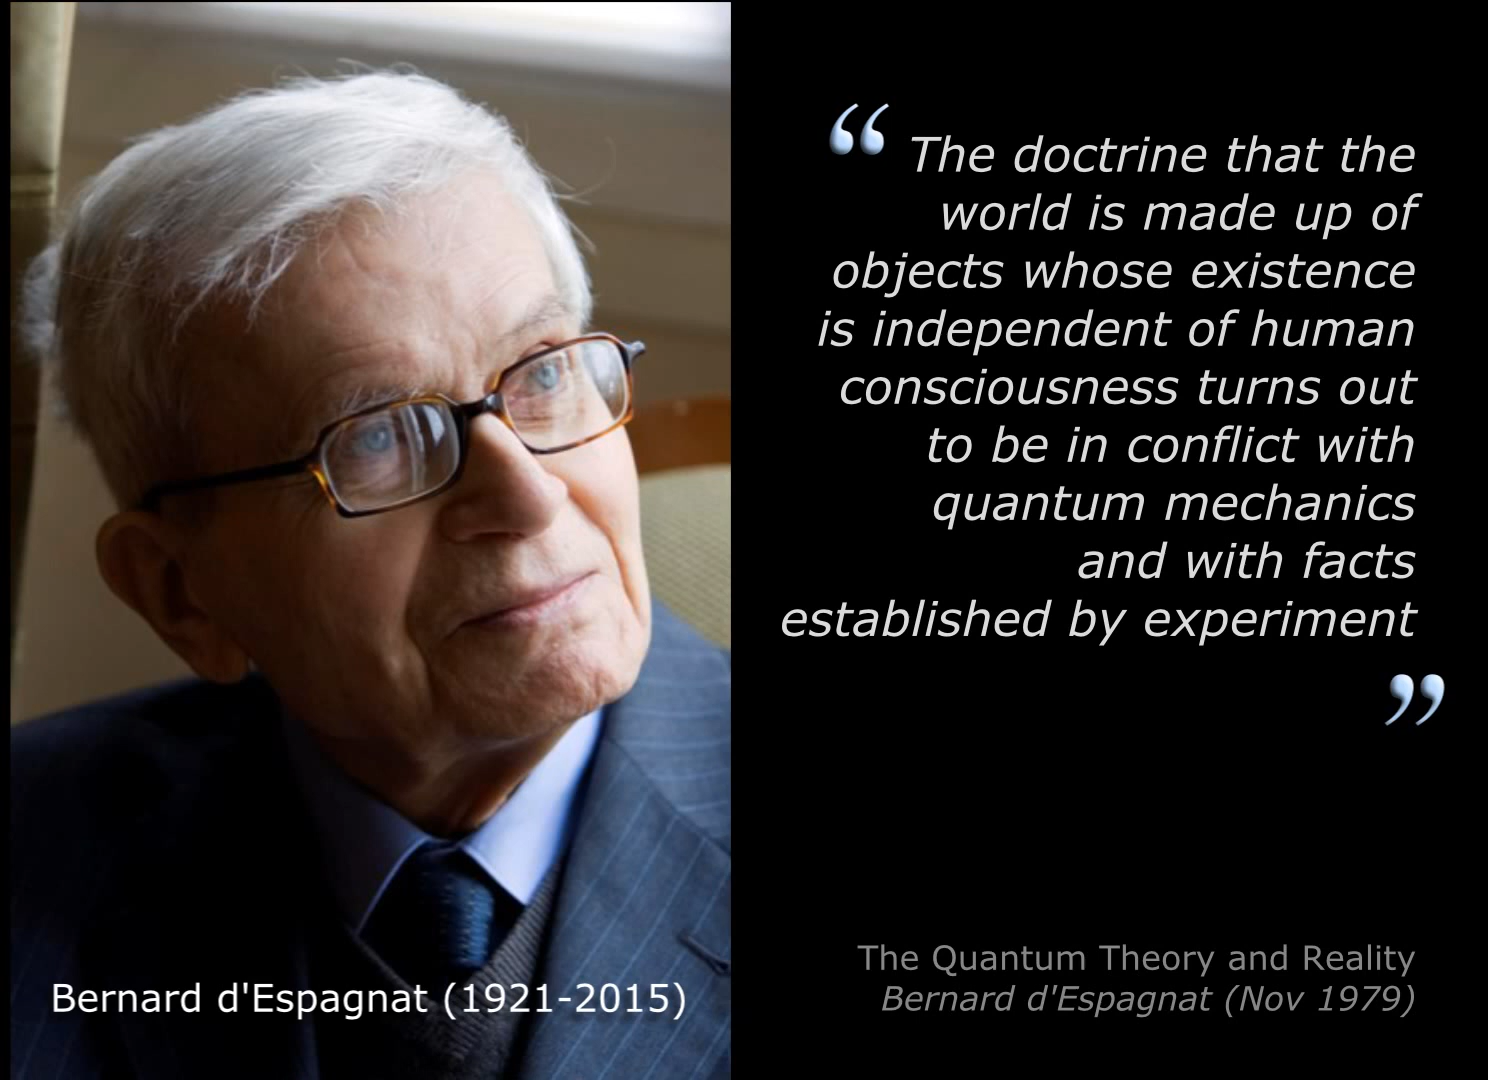 “ The doctrine that the
world is made up of
objects whose existence
is independent of human
consciousness turns out
to be in conflict with
quantum mechanics
and with facts
established by experiment
”
The Quantum Theory and Reality
Bernard d'Espagnat (Nov 1979)
Bernard d'Espagnat (1921-2015)